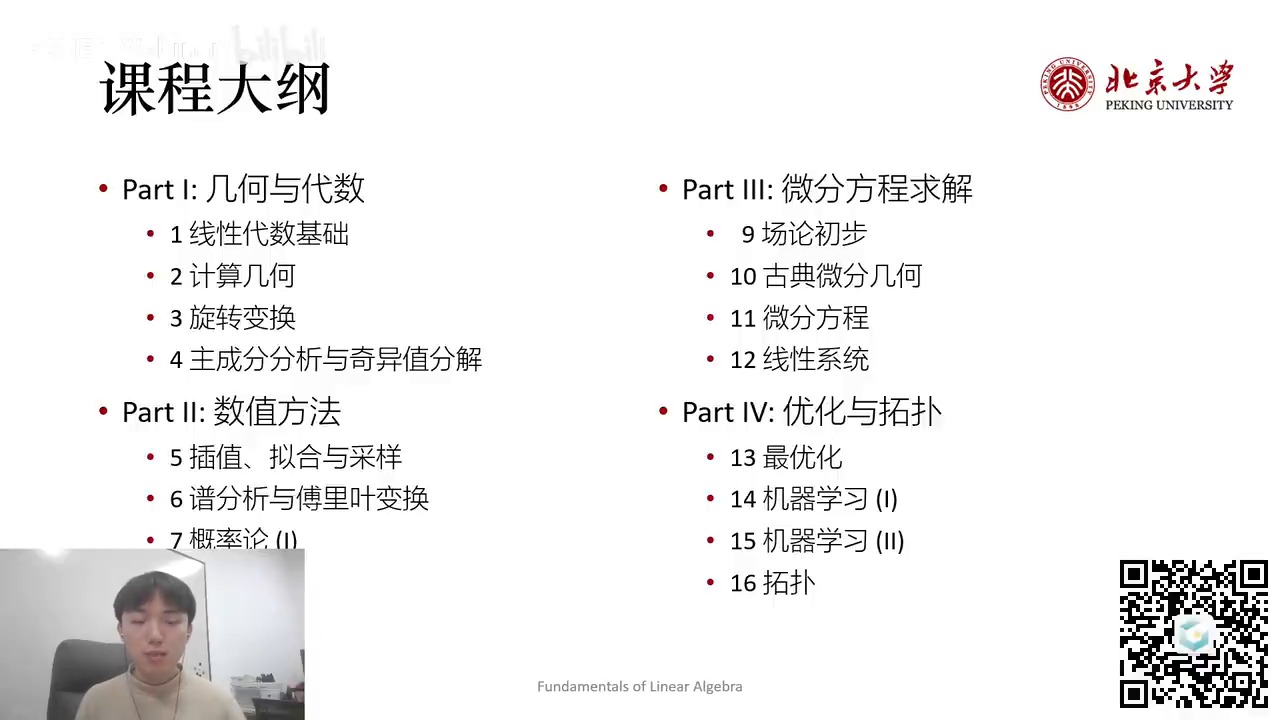 bilibili
课程大纲
北京大学
PEKING UNIVERSITY
• Part I: 几何与代数
• 1 线性代数基础
• 2 计算几何
• 3 旋转变换
• 4 主成分分析与奇异值分解
• Part II: 数值方法
• 5 插值、拟合与采样
• 6 谱分析与傅里叶变换
• 7 概率论 (I)
• Part III: 微分方程求解
• 9 场论初步
• 10 古典微分几何
• 11 微分方程
• 12 线性系统
• Part IV: 优化与拓扑
• 13 最优化
• 14 机器学习 (I)
• 15 机器学习 (II)
• 16 拓扑
Fundamentals of Linear Algebra